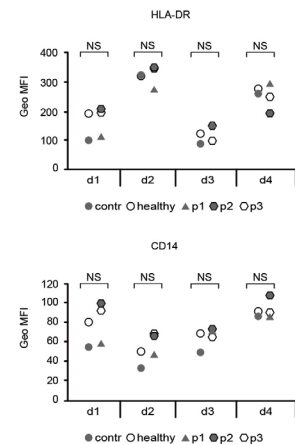 HLA-DR
NS NS NS NS
400
300
200
100
0
Geo MFI
d1 d2 d3 d4
contr healthy p1 p2 p3
CD14
NS NS NS NS
120
100
80
60
40
20
0
Geo MFI
d1 d2 d3 d4
contr healthy p1 p2 p3